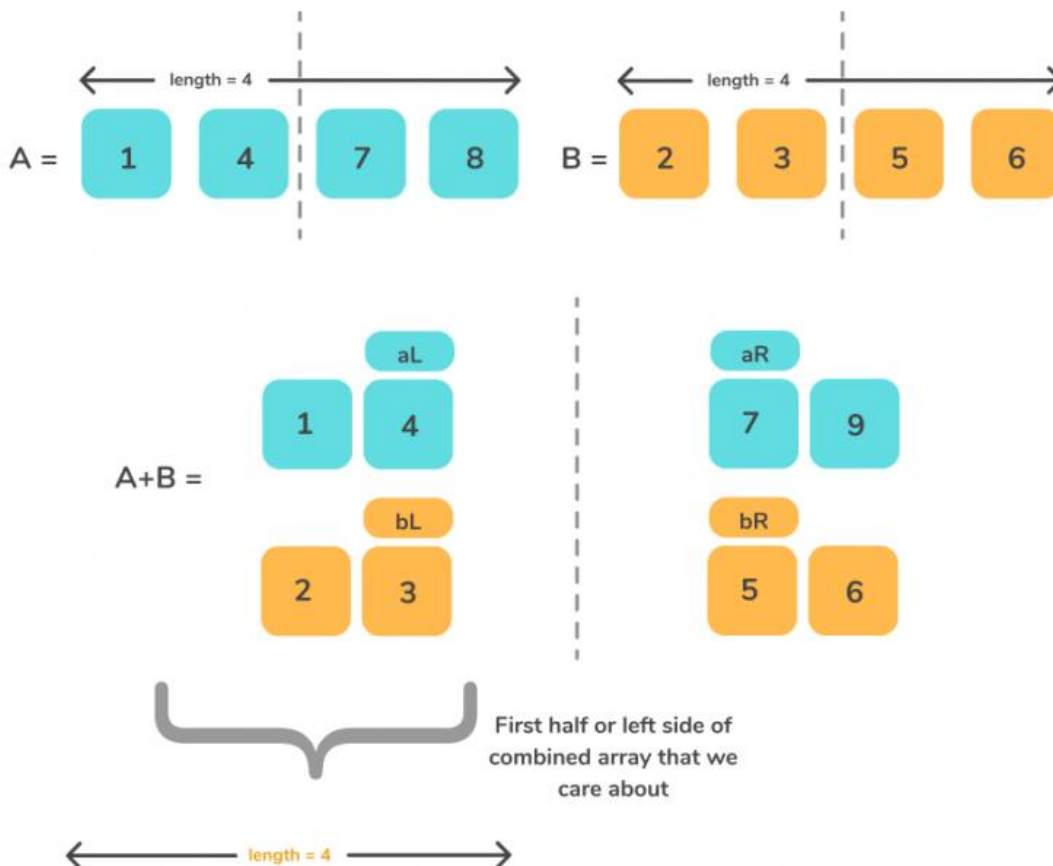 length = 4
length = 4
A = 1 4 7 8
B = 2 3 5 6
aL
aR
1 4
7 9
A+B =
bL
bR
2 3
5 6
First half or left side of
combined array that we
care about
length = 4